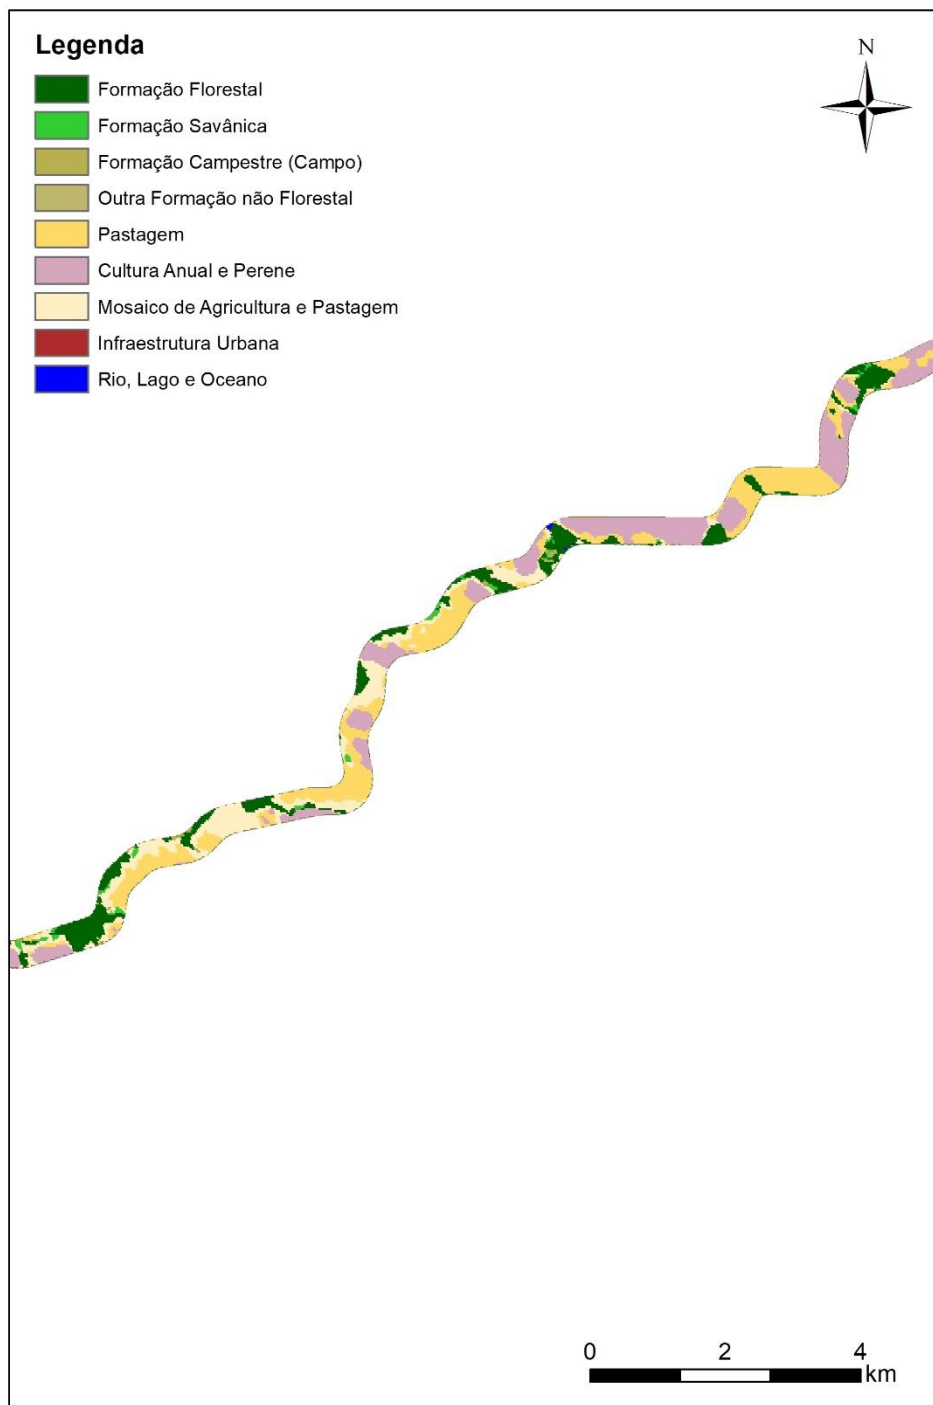 Legenda
N
Formação Florestal
Formação Savânica
Formação Campestre (Campo)
Outra Formação não Florestal
Pastagem
Cultura Anual e Perene
Mosaico de Agricultura e Pastagem
Infraestrutura Urbana
Rio, Lago e Oceano
0 2 4
km